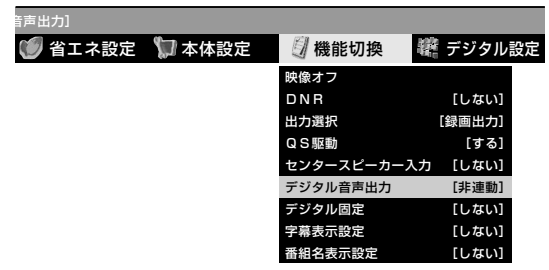 音声出力]
省エネ設定 本体設定 機能切換 デジタル設定
映像オフ
DNR [しない]
出力選択 [録画出力]
QS駆動 [する]
センタースピーカー入力 [しない]
デジタル音声出力 [非連動]
デジタル固定 [しない]
字幕表示設定 [しない]
番組名表示設定 [しない]